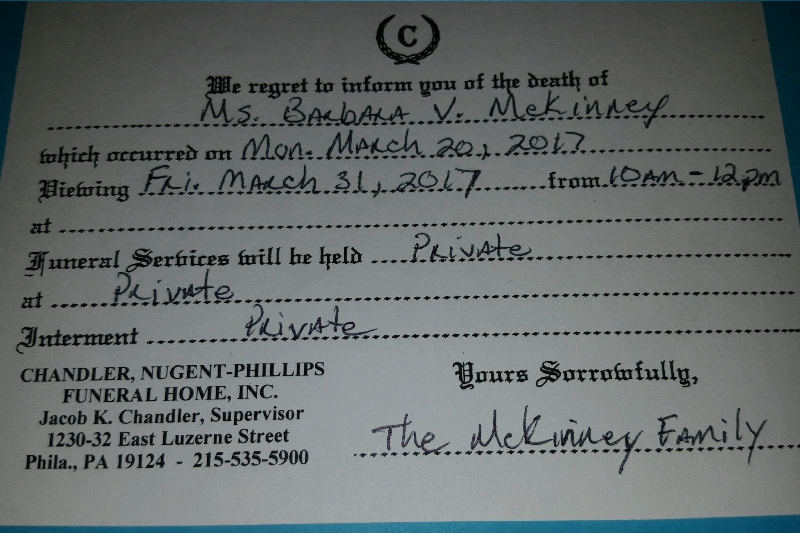 C
We regret to inform you of the death of
Ms. Barbara V. McKinney
which occurred on Mon. March 20, 2017
Viewing Fri. March 31, 2017 from 10AM - 12pm
at
Funeral Services will be held Private
at Private
Interment Private
CHANDLER, NUGENT-PHILLIPS
FUNERAL HOME, INC.
Jacob K. Chandler, Supervisor
1230-32 East Luzerne Street
Phila., PA 19124 - 215-535-5900
Yours Sorrowfully,
The McKinney Family